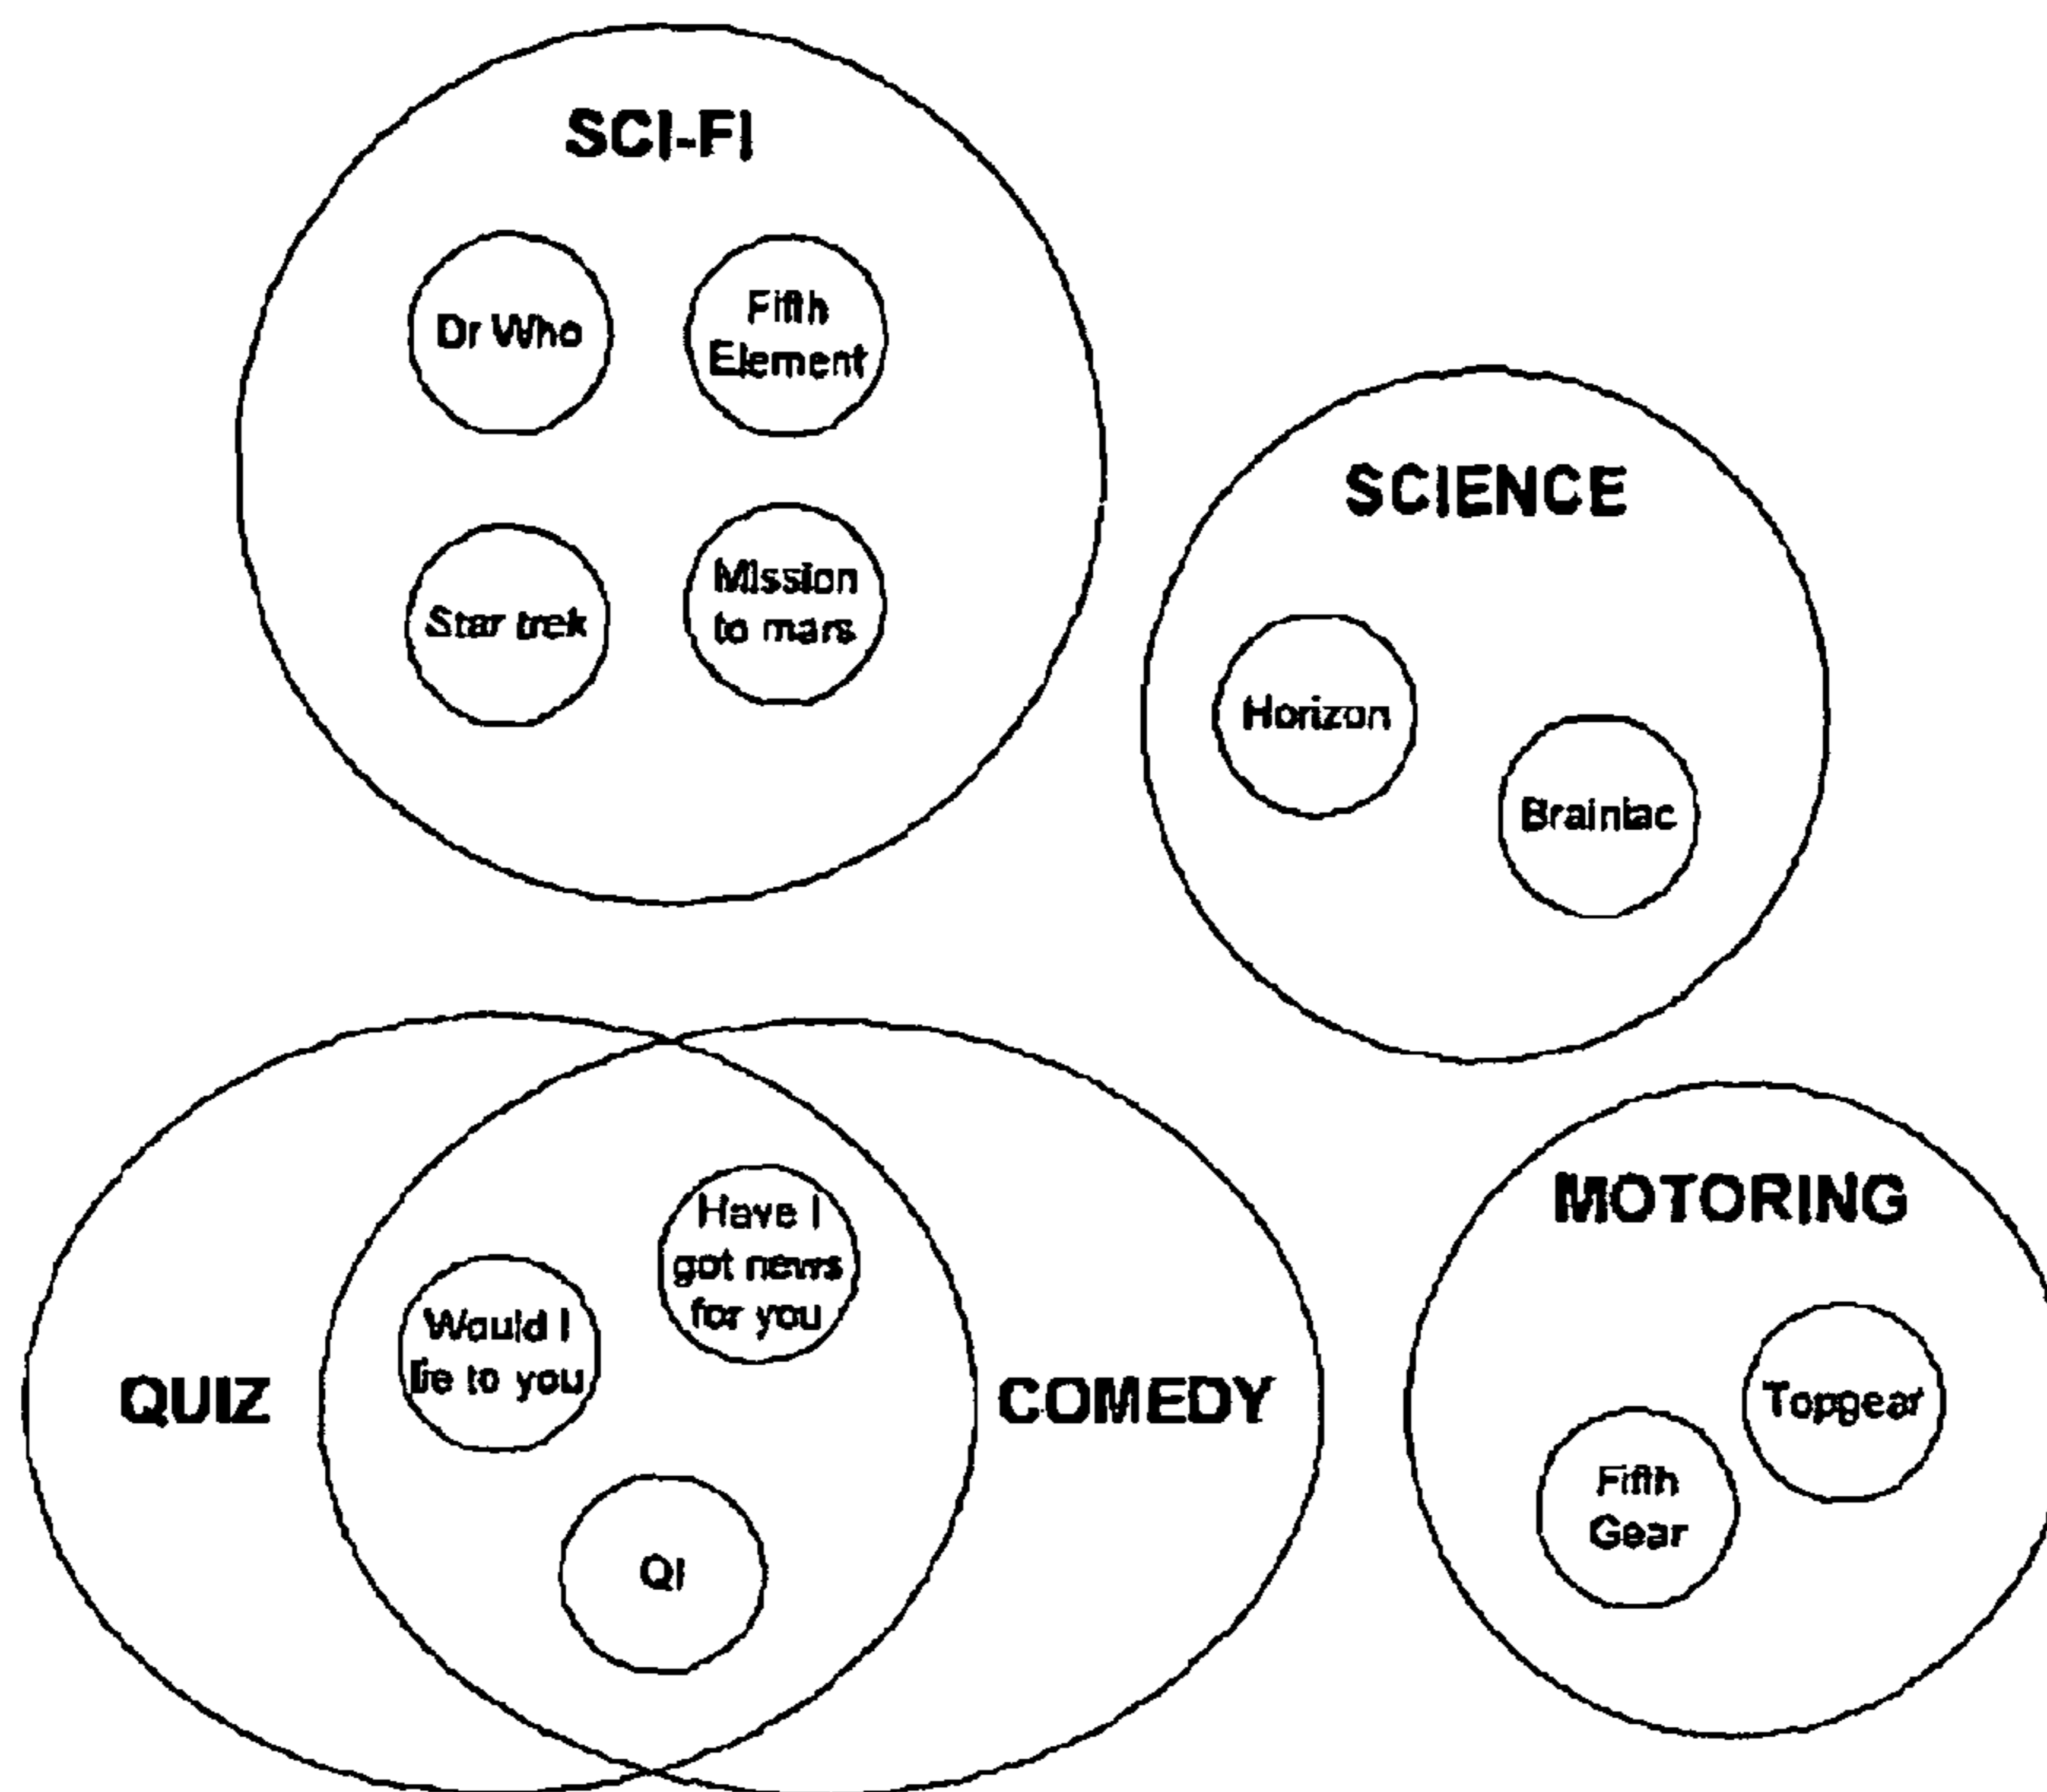 SCI-FI
Dr Who
Fifth
Element
Star trek
Mission
to mars
SCIENCE
Horizon
Brainiac
QUIZ
Would I
lie to you
Have I
got news
for you
QI
COMEDY
MOTORING
Topgear
Fifth
Gear